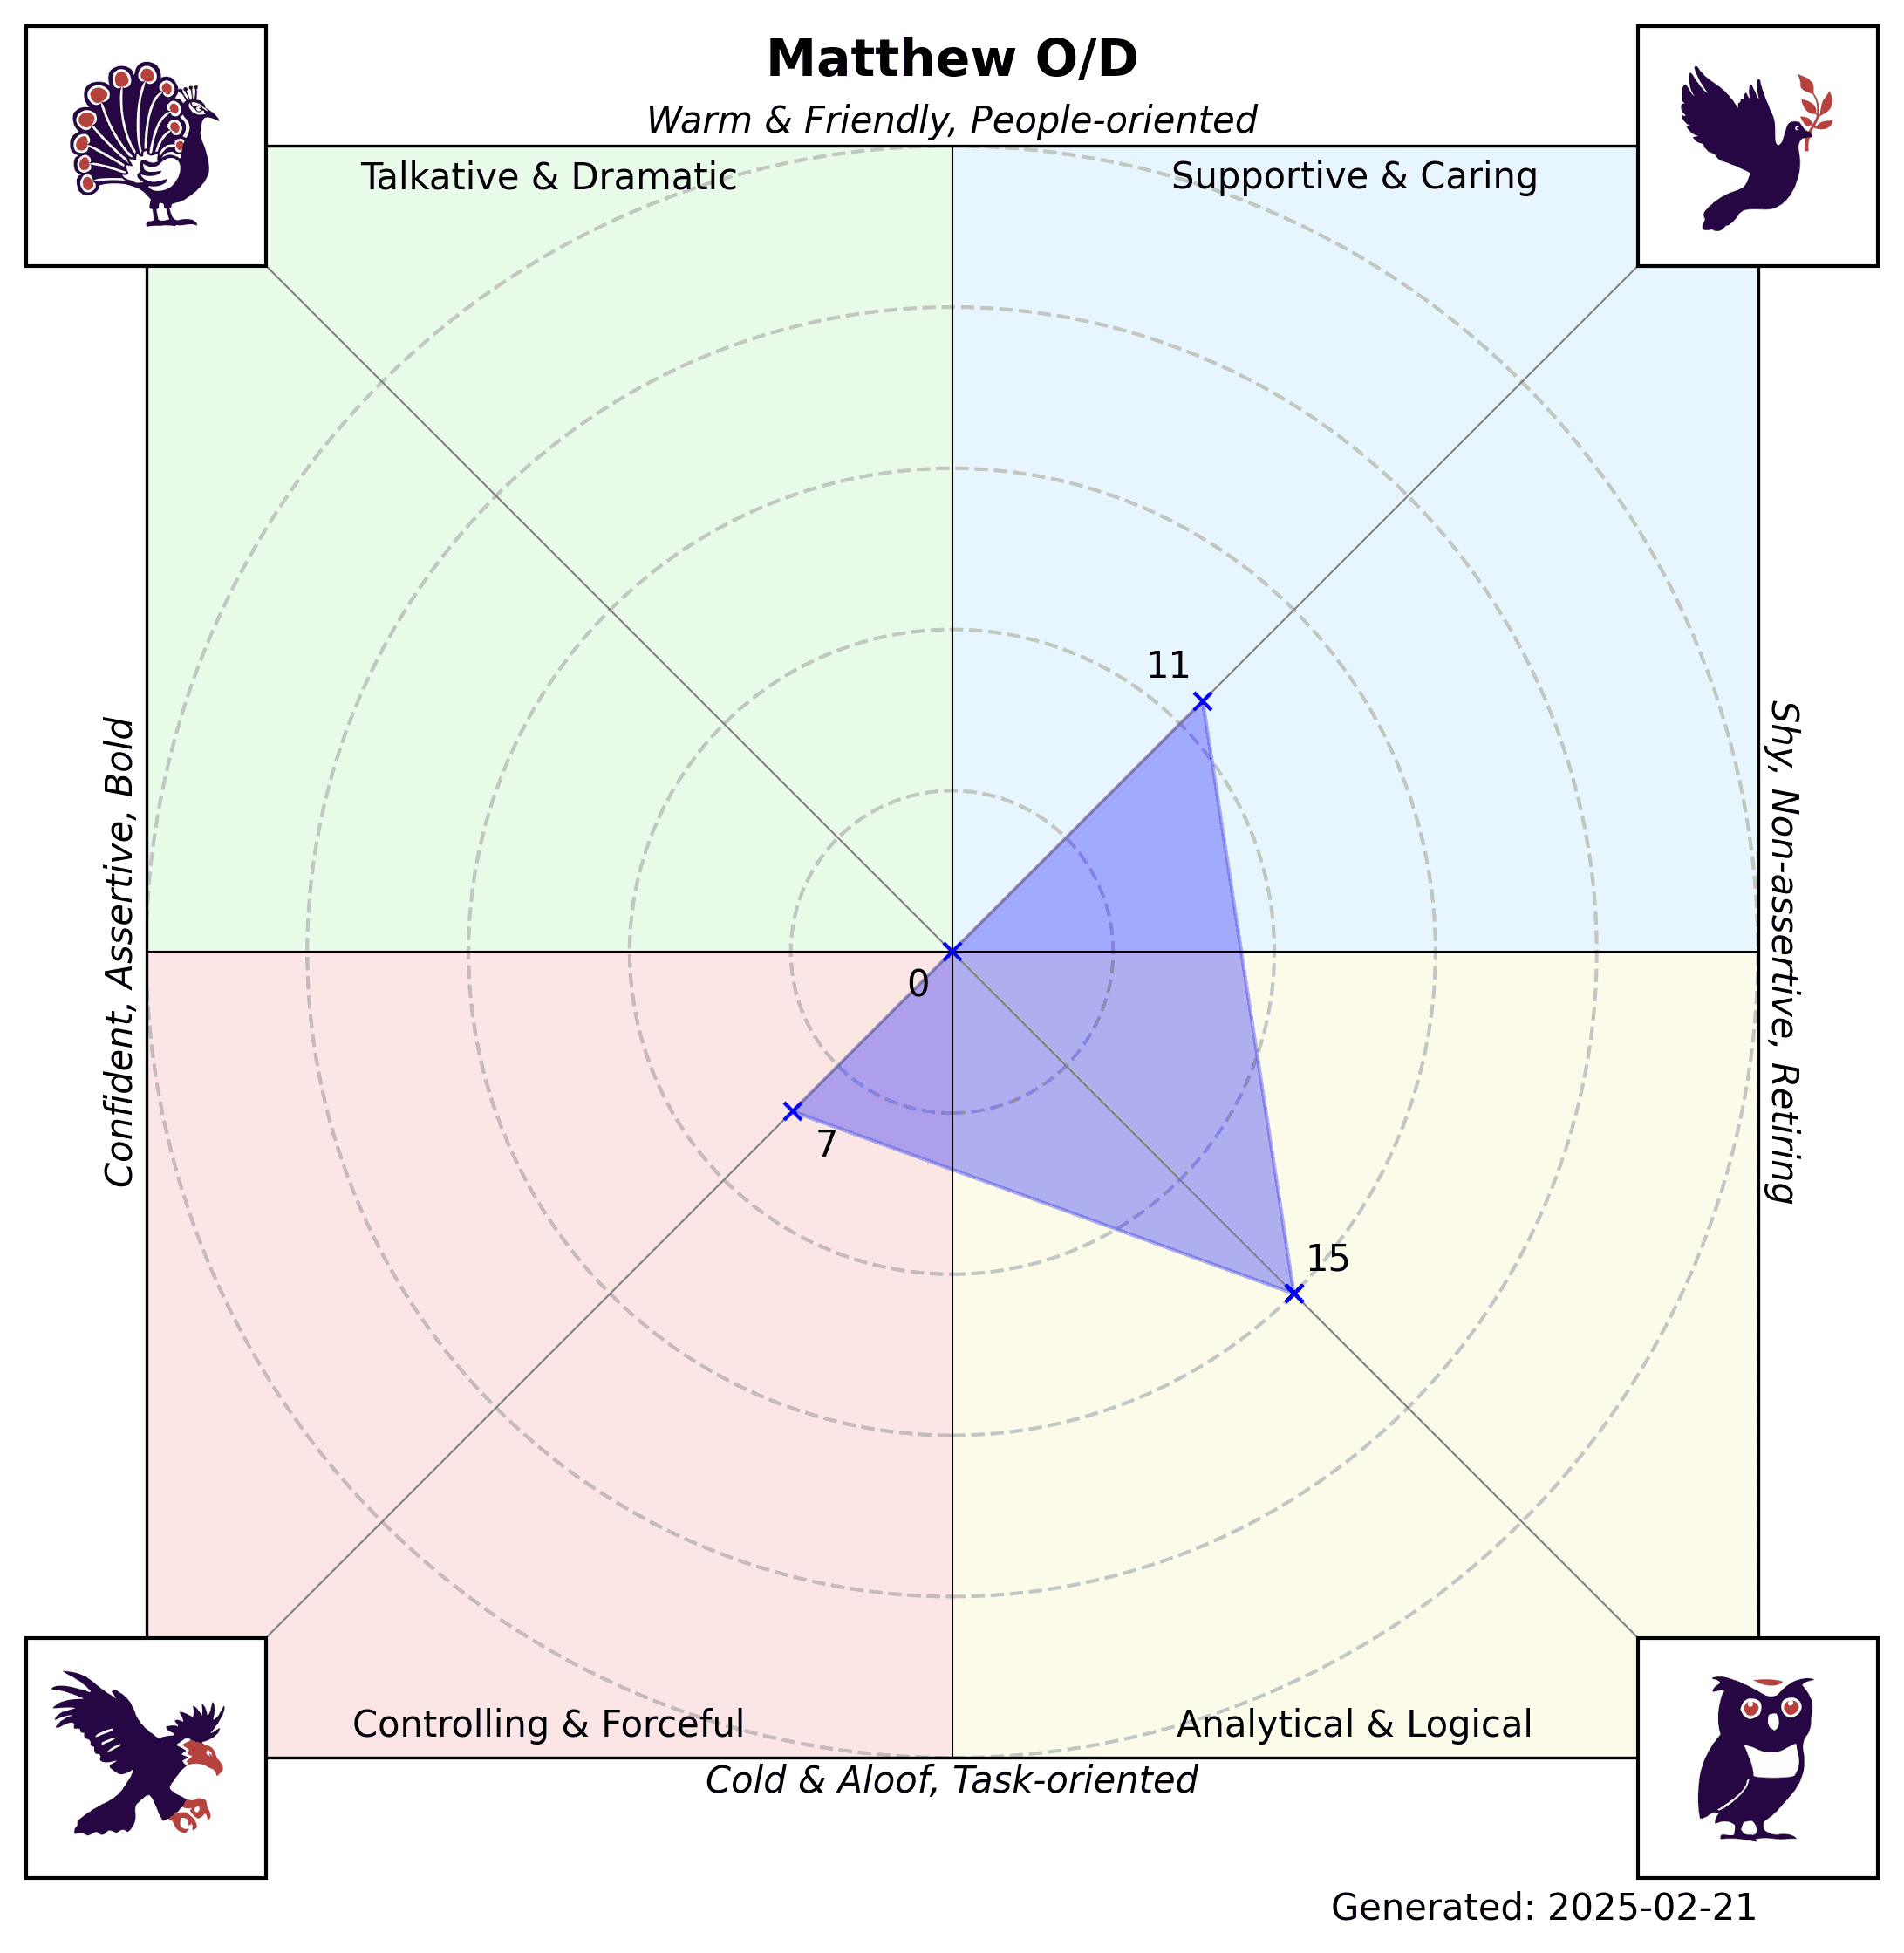 Matthew O/D
Warm & Friendly, People-oriented
Talkative & Dramatic
Supportive & Caring
11
Confident, Assertive, Bold
Shy, Non-assertive, Retiring
0
7
15
Controlling & Forceful
Analytical & Logical
Cold & Aloof, Task-oriented
Generated: 2025-02-21